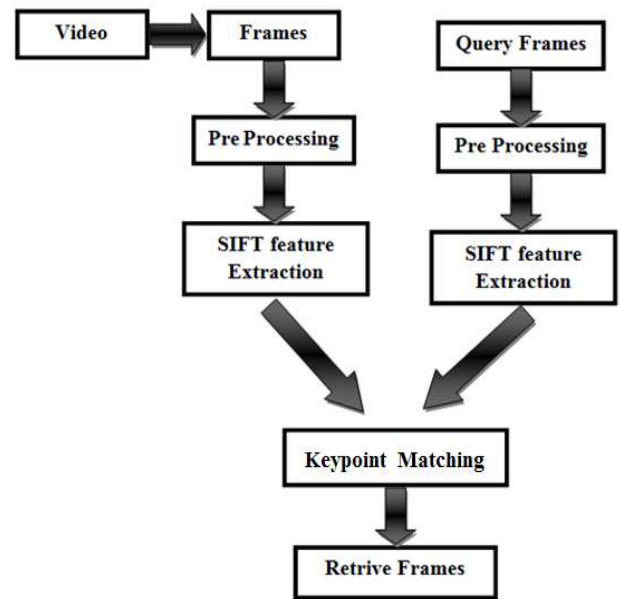 Video
Frames
Query Frames
Pre Processing
Pre Processing
SIFT feature
Extraction
SIFT feature
Extraction
Keypoint Matching
Retrive Frames